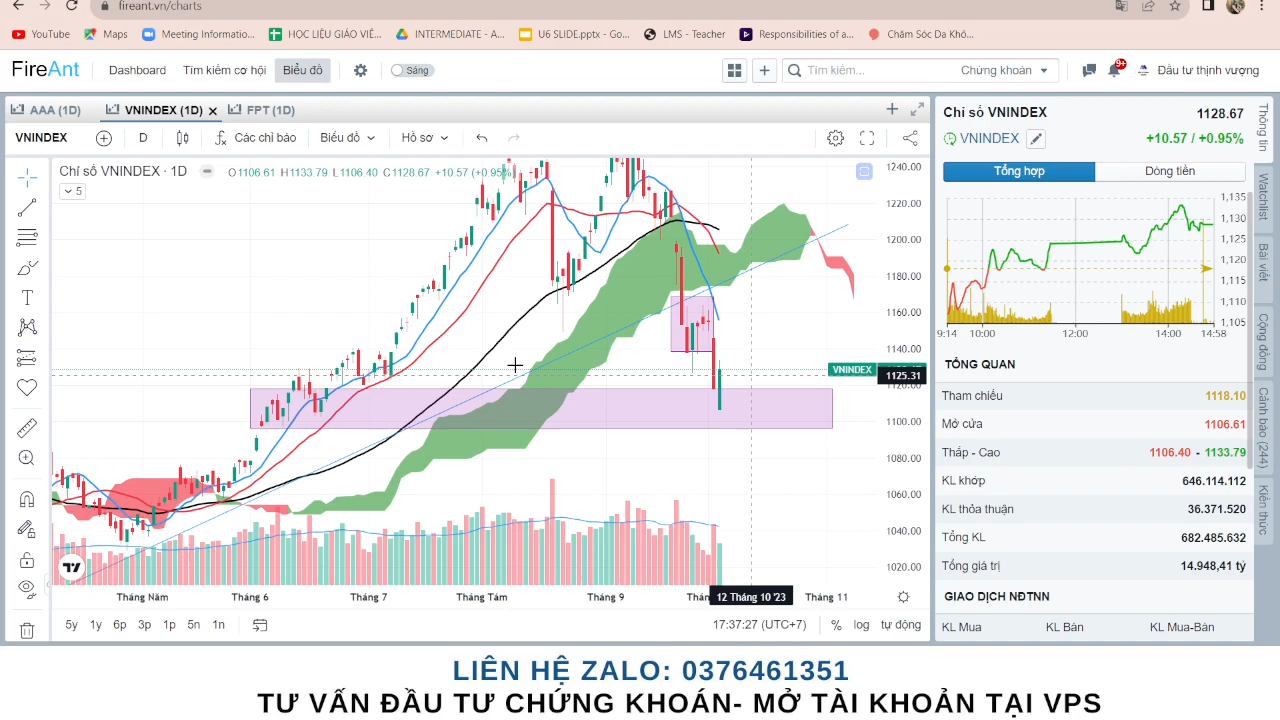 fireant.vn/charts
YouTube Maps Meeting Informatio... HỌC LIỆU GIÁO VIÊ... INTERMEDIATE - A... U6 SLIDE.pptx - Go... LMS - Teacher Responsibilities of a... Chăm Sóc Da Khô...
FireAnt Dashboard Tìm kiếm cơ hội Biểu đồ Sáng Tìm kiếm... Chứng khoán 9+ Đầu tư thịnh vượng
AAA (1D) VNINDEX (1D) FPT (1D)
VNINDEX D Các chỉ báo Biểu đồ Hồ sơ
Chỉ số VNINDEX · 1D O1106.61 H1133.79 L1106.40 C1128.67 +10.57 (+0.95%)
5
1240.00
1220.00
1200.00
1180.00
1160.00
1140.00
VNINDEX
1125.31
1120.00
1100.00
1080.00
1060.00
1040.00
1020.00
Tháng Năm Tháng 6 Tháng 7 Tháng Tám Tháng 9 Thán 12 Tháng 10 '23 Tháng 11
5y 1y 6p 3p 1p 5n 1n 17:37:27 (UTC+7) % log tự động
Chỉ số VNINDEX 1128.67
VNINDEX +10.57 / +0.95%
Tổng hợp Dòng tiền
1,135
1,130
1,125
1,120
1,115
1,110
1,105
9:14 10:00 12:00 14:00 14:58
TỔNG QUAN
Tham chiếu 1118.10
Mở cửa 1106.61
Thấp - Cao 1106.40 - 1133.79
KL khớp 646.114.112
KL thỏa thuận 36.371.520
Tổng KL 682.485.632
Tổng giá trị 14.948,41 tỷ
GIAO DỊCH NĐTNN
KL Mua KL Bán KL Mua-Bán
Thông tin
Watchlist
Bài viết
Cộng đồng
Cảnh báo (244)
Kiến thức
LIÊN HỆ ZALO: 0376461351
TƯ VẤN ĐẦU TƯ CHỨNG KHOÁN- MỞ TÀI KHOẢN TẠI VPS